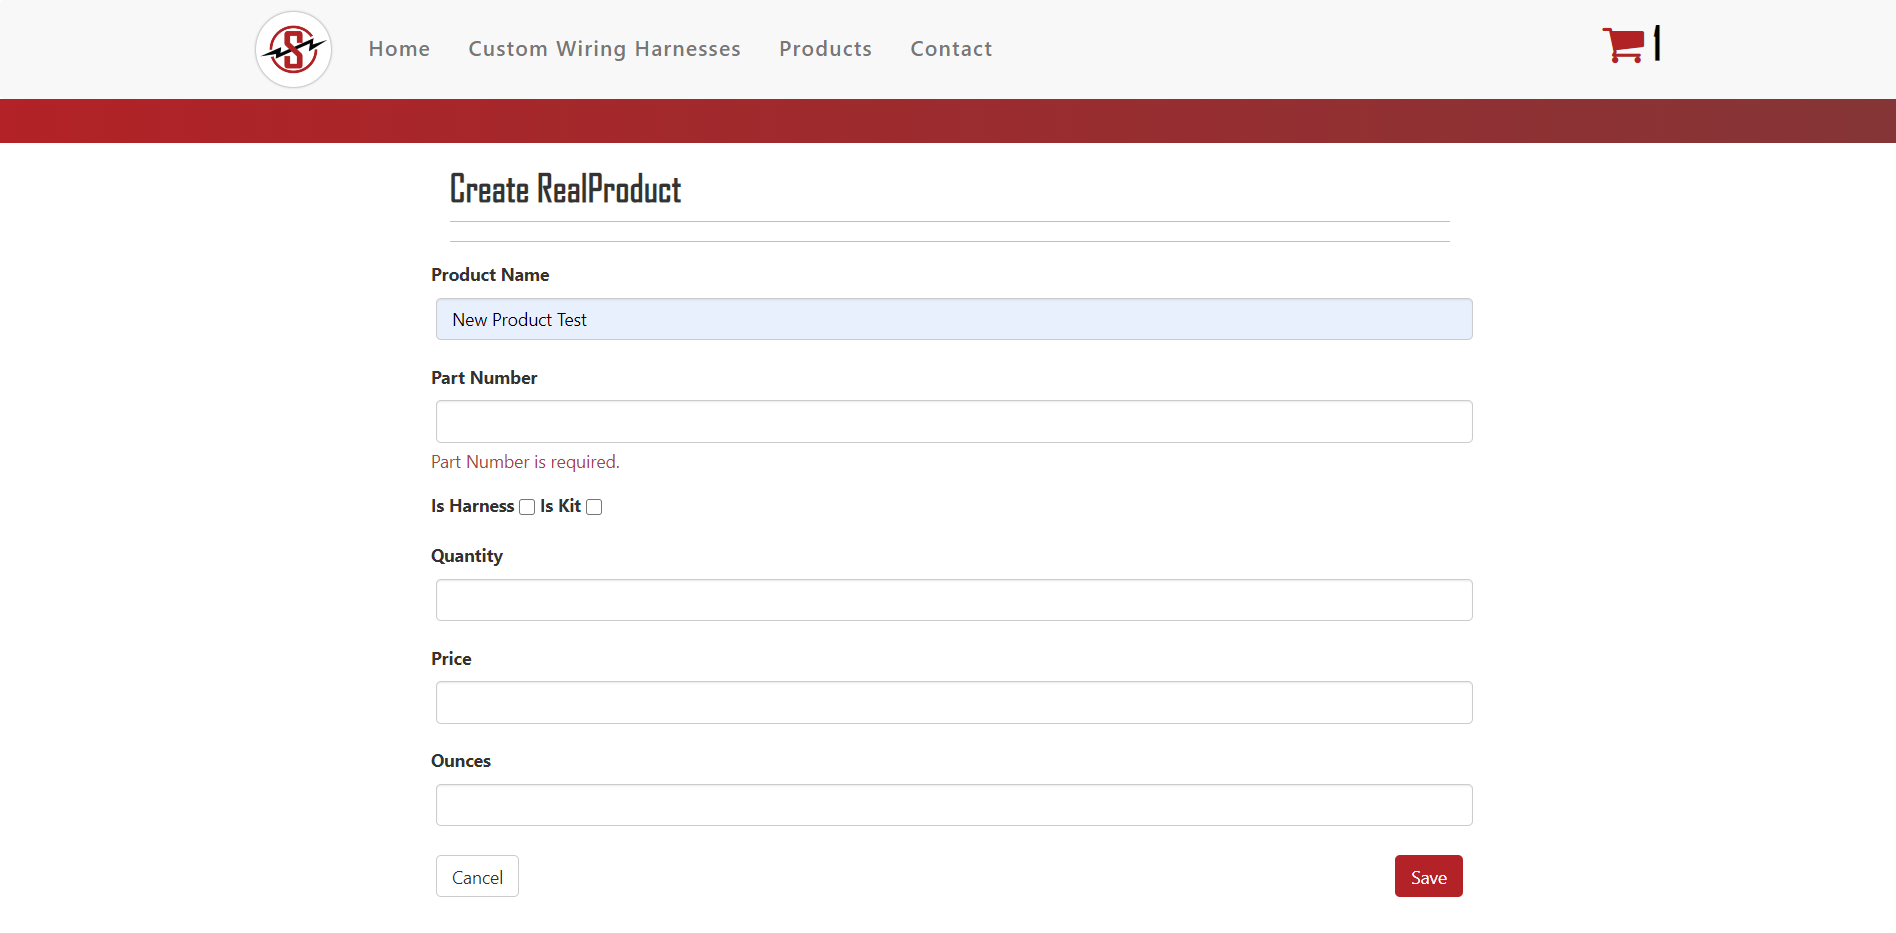 S
Home Custom Wiring Harnesses Products Contact 1
Create RealProduct
Product Name
New Product Test
Part Number
Part Number is required.
Is Harness Is Kit
Quantity
Price
Ounces
Cancel Save